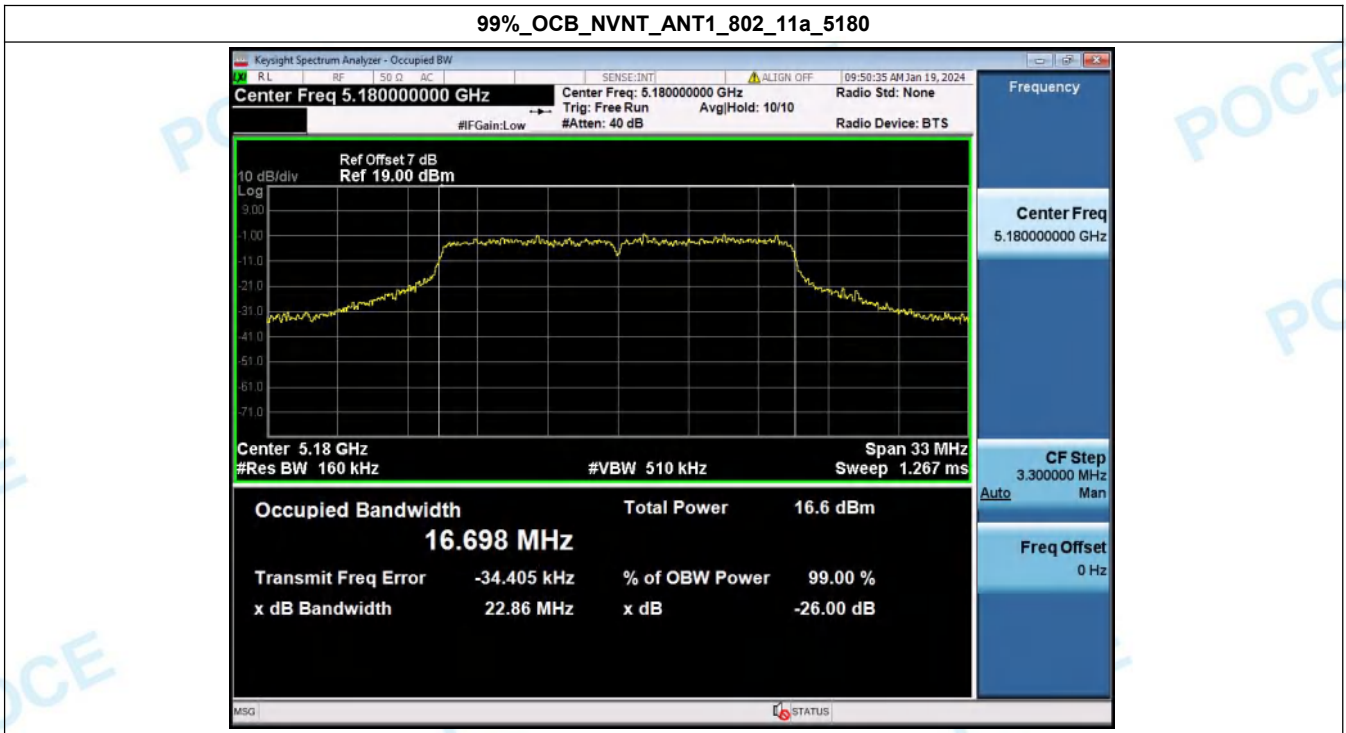 99%_OCB_NVNT_ANT1_802_11a_5180
Keysight Spectrum Analyzer - Occupied BW
LXI RL RF 50 Ω AC SENSE:INT ALIGN OFF 09:50:35 AM Jan 19, 2024
Center Freq 5.180000000 GHz
Center Freq: 5.180000000 GHz Radio Std: None
Trig: Free Run Avg|Hold: 10/10
#IFGain:Low #Atten: 40 dB Radio Device: BTS
Frequency
Ref Offset 7 dB
10 dB/div Ref 19.00 dBm
Log
9.00
-1.00
-11.0
-21.0
-31.0
-41.0
-51.0
-61.0
-71.0
Center 5.18 GHz Span 33 MHz
#Res BW 160 kHz #VBW 510 kHz Sweep 1.267 ms
Center Freq
5.180000000 GHz
CF Step
3.300000 MHz
Auto Man
Freq Offset
0 Hz
Occupied Bandwidth Total Power 16.6 dBm
16.698 MHz
Transmit Freq Error -34.405 kHz % of OBW Power 99.00 %
x dB Bandwidth 22.86 MHz x dB -26.00 dB
MSG STATUS
POCE
POCE